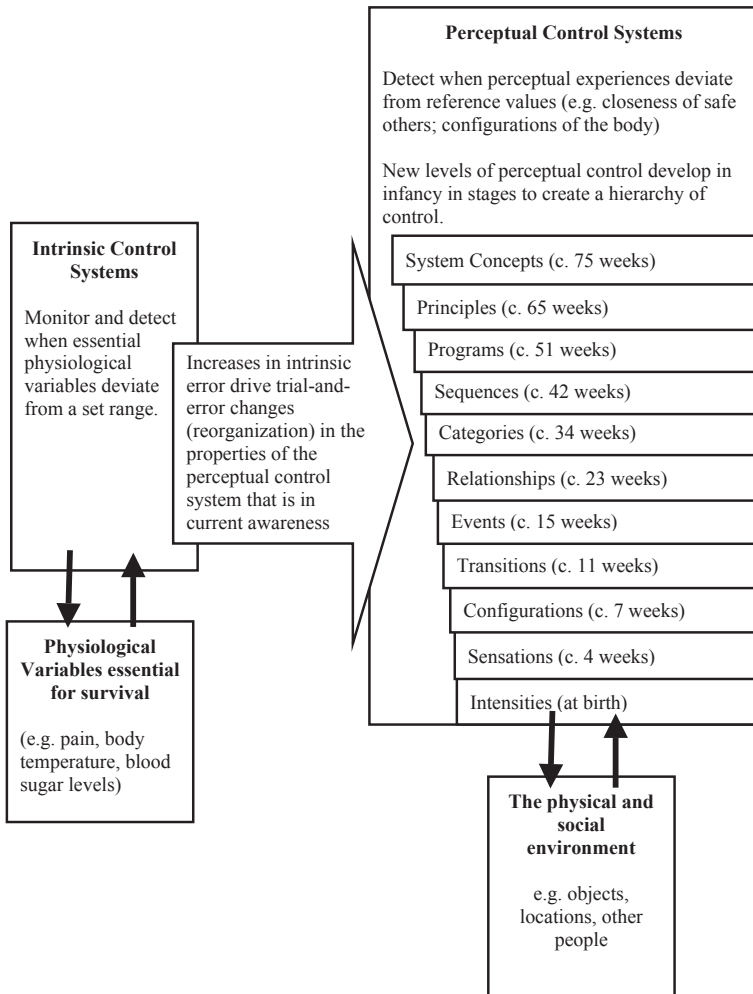 Perceptual Control Systems
Detect when perceptual experiences deviate
from reference values (e.g. closeness of safe
others; configurations of the body)
New levels of perceptual control develop in
infancy in stages to create a hierarchy of
control.
System Concepts (c. 75 weeks)
Principles (c. 65 weeks)
Programs (c. 51 weeks)
Sequences (c. 42 weeks)
Categories (c. 34 weeks)
Relationships (c. 23 weeks)
Events (c. 15 weeks)
Transitions (c. 11 weeks)
Configurations (c. 7 weeks)
Sensations (c. 4 weeks)
Intensities (at birth)
Intrinsic Control
Systems
Monitor and detect
when essential
physiological
variables deviate
from a set range.
Increases in intrinsic
error drive trial-and-
error changes
(reorganization) in the
properties of the
perceptual control
system that is in
current awareness
Physiological
Variables essential
for survival
(e.g. pain, body
temperature, blood
sugar levels)
The physical and
social
environment
e.g. objects,
locations, other
people